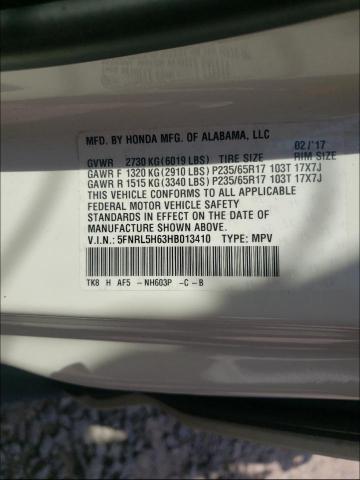 MFD. BY HONDA MFG. OF ALABAMA, LLC
02/'17
GVWR 2730 KG(6019 LBS) TIRE SIZE RIM SIZE
GAWR F 1320 KG(2910 LBS) P235/65R17 103T 17X7J
GAWR R 1515 KG(3340 LBS) P235/65R17 103T 17X7J
THIS VEHICLE CONFORMS TO ALL APPLICABLE
FEDERAL MOTOR VEHICLE SAFETY
STANDARDS IN EFFECT ON THE DATE OF
MANUFACTURE SHOWN ABOVE.
V.I.N.: 5FNRL5H63HB013410 TYPE: MPV
TK8 H AF5 -NH603P -C-B